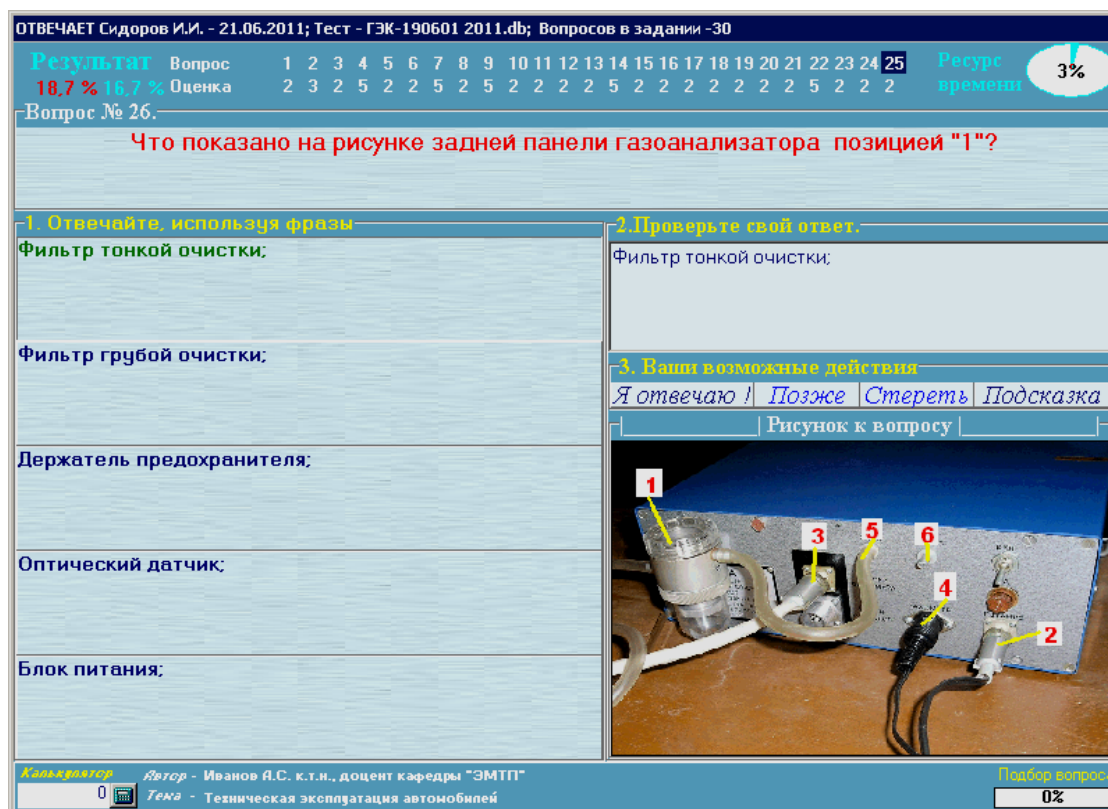 ОТВЕЧАЕТ Сидоров И.И. - 21.06.2011; Тест - ГЭК-190601 2011.db; Вопросов в задании -30
Результат Вопрос 1 2 3 4 5 6 7 8 9 10 11 12 13 14 15 16 17 18 19 20 21 22 23 24 25 Ресурс
18,7 % 16,7 % Оценка 2 3 2 5 2 2 5 2 5 2 2 2 2 5 2 2 2 2 2 2 2 5 2 2 2 времени 3%
Вопрос № 26.
Что показано на рисунке задней панели газоанализатора позицией "1"?
1. Отвечайте, используя фразы
Фильтр тонкой очистки;
Фильтр грубой очистки;
Держатель предохранителя;
Оптический датчик;
Блок питания;
2.Проверьте свой ответ.
Фильтр тонкой очистки;
3. Ваши возможные действия
Я отвечаю ! Позже Стереть Подсказка
Рисунок к вопросу
1
3
5
6
4
2
Калькулятор Автор - Иванов А.С. к.т.н., доцент кафедры "ЭМТП" Подбор вопроса
0 Тема - Техническая эксплуатация автомобилей 0%